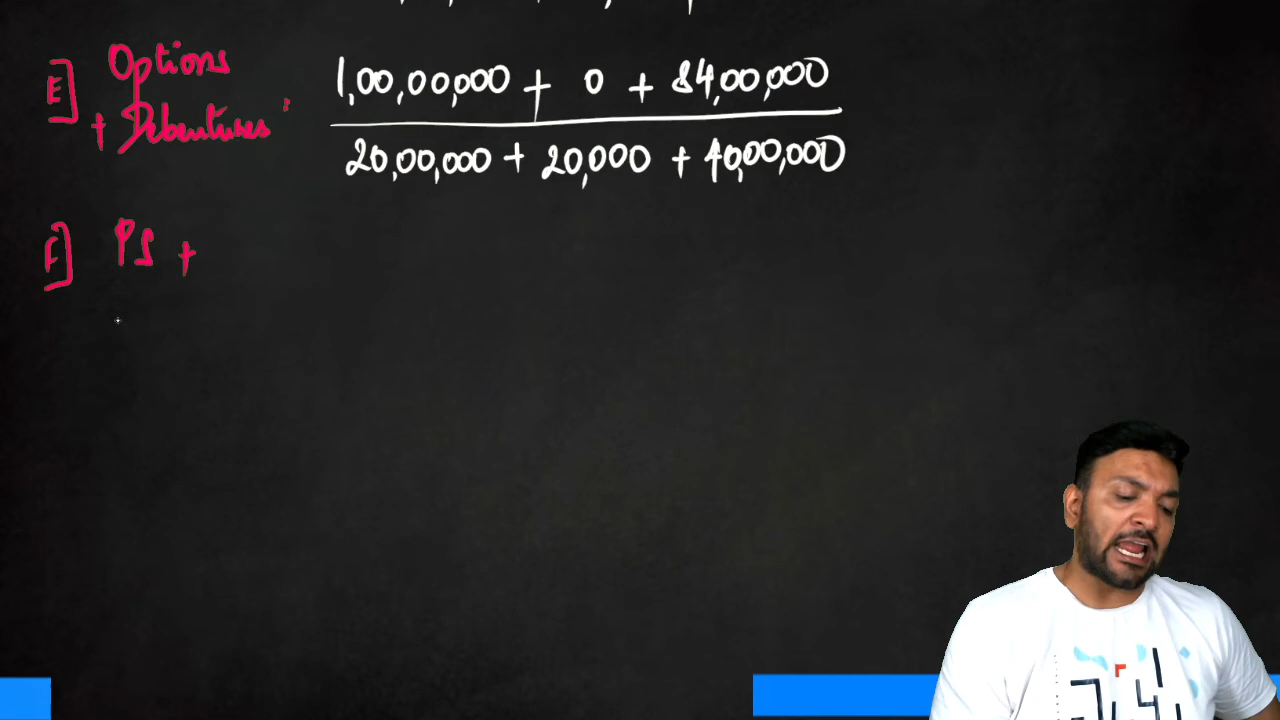 E] Options
+ Debentures :
1,00,00,000 + 0 + 84,00,000
20,00,000 + 20,000 + 40,00,000
F] PS +